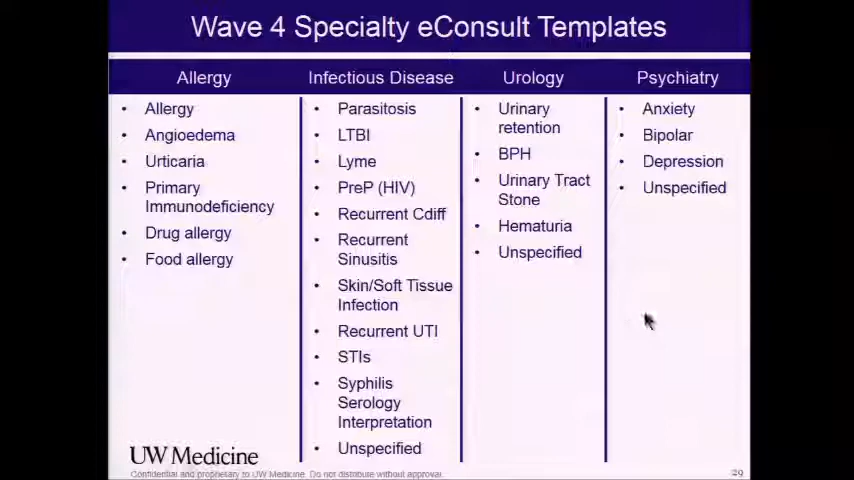 Wave 4 Specialty eConsult Templates
Allergy
Infectious Disease
Urology
Psychiatry
• Allergy
• Angioedema
• Urticaria
• Primary
Immunodeficiency
• Drug allergy
• Food allergy
• Parasitosis
• LTBI
• Lyme
• PreP (HIV)
• Recurrent Cdiff
• Recurrent
Sinusitis
• Skin/Soft Tissue
Infection
• Recurrent UTI
• STIs
• Syphilis
Serology
Interpretation
• Unspecified
• Urinary
retention
• BPH
• Urinary Tract
Stone
• Hematuria
• Unspecified
• Anxiety
• Bipolar
• Depression
• Unspecified
UW Medicine
Confidential and proprietary to UW Medicine. Do not distribute without approval.
29